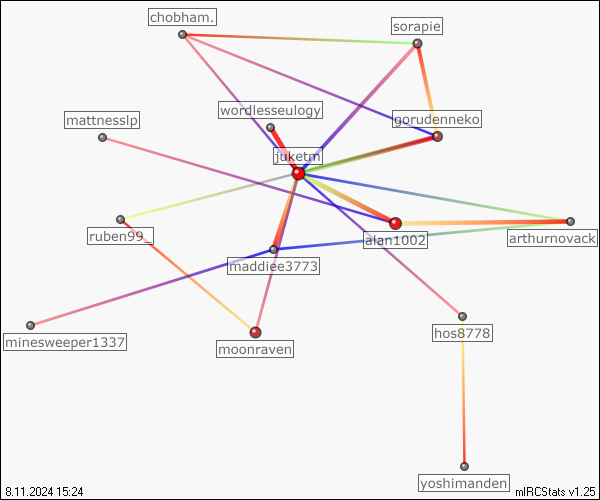 chobham.
sorapie
wordlesseulogy
mattnesslp
gorudenneko
juketm
ruben99_
alan1002
arthurnovack
maddiee3773
minesweeper1337
moonraven
hos8778
yoshimanden
8.11.2024 15:24
mIRCStats v1.25